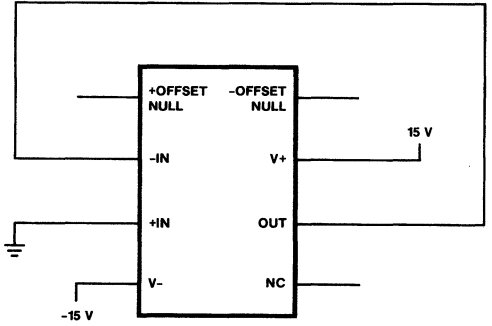 +OFFSET NULL
-OFFSET NULL
15 V
-IN
V+
+IN
OUT
V-
NC
-15 V